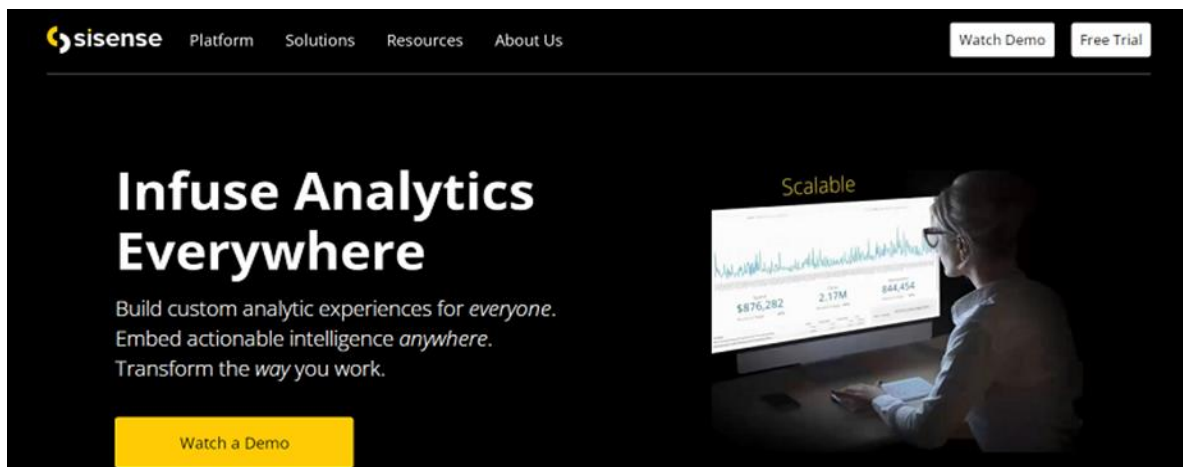 sisense Platform Solutions Resources About Us Watch Demo Free Trial
Infuse Analytics
Everywhere
Build custom analytic experiences for everyone.
Embed actionable intelligence anywhere.
Transform the way you work.
Watch a Demo
Scalable
$876,282 2.17M 844,454